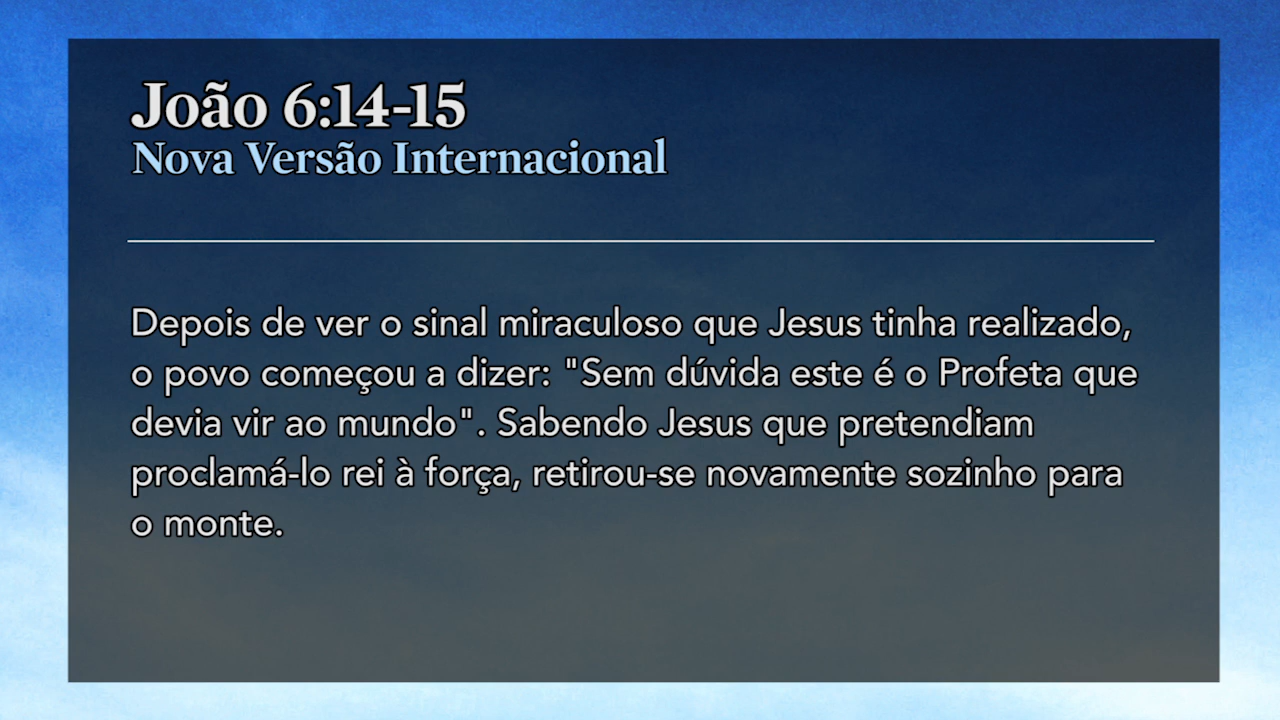 João 6:14-15
Nova Versão Internacional
Depois de ver o sinal miraculoso que Jesus tinha realizado,
o povo começou a dizer: "Sem dúvida este é o Profeta que
devia vir ao mundo". Sabendo Jesus que pretendiam
proclamá-lo rei à força, retirou-se novamente sozinho para
o monte.